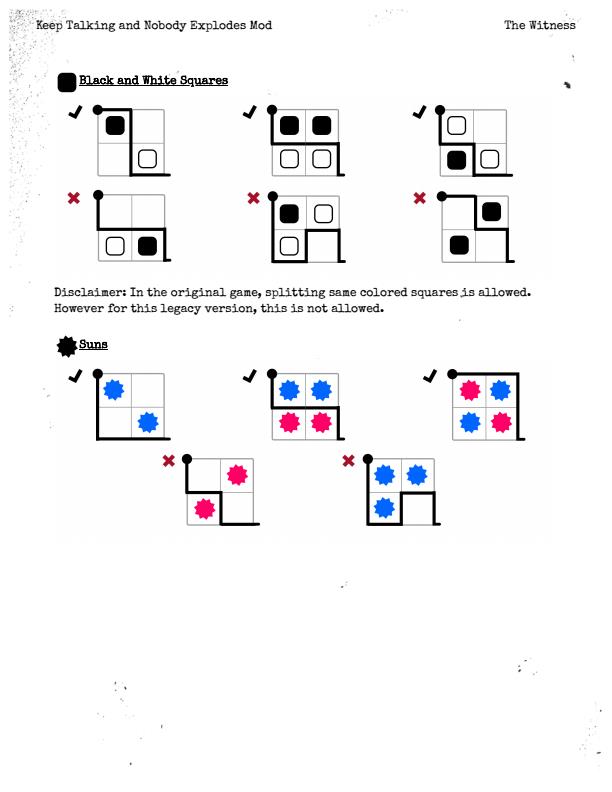 Keep Talking and Nobody Explodes Mod
The Witness
Black and White Squares
Disclaimer: In the original game, splitting same colored squares is allowed.
However for this legacy version, this is not allowed.
Suns